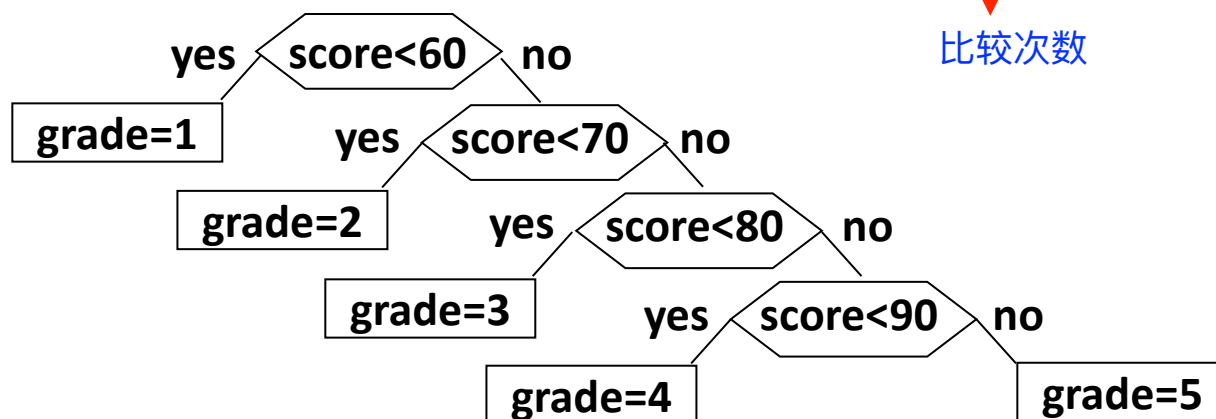 比较次数
yes score<60 no
grade=1 yes score<70 no
grade=2 yes score<80 no
grade=3 yes score<90 no
grade=4 grade=5